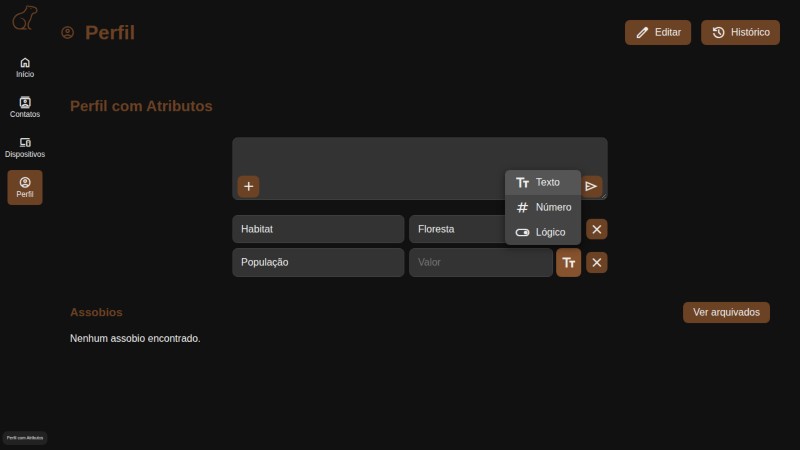 Perfil
Editar
Histórico
Início
Contatos
Dispositivos
Perfil
Perfil com Atributos
Texto
Número
Lógico
Habitat
Floresta
População
Valor
Assobios
Ver arquivados
Nenhum assobio encontrado.
Perfil com Atributos